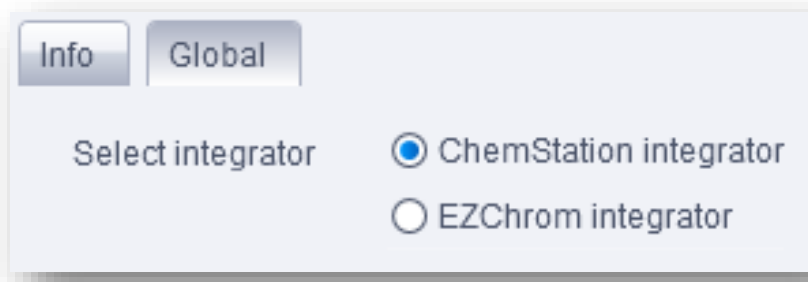 Info Global
Select integrator ChemStation integrator
EZChrom integrator